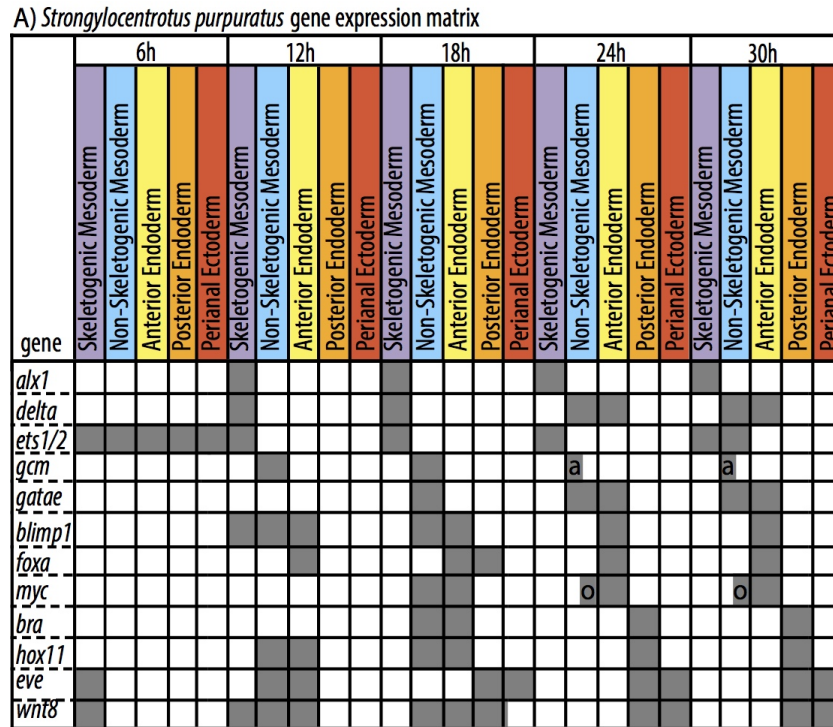 A) Strongylocentrotus purpuratus gene expression matrix
6h 12h 18h 24h 30h
gene Skeletogenic Mesoderm Non-Skeletogenic Mesoderm Anterior Endoderm Posterior Endoderm Perianal Ectoderm Skeletogenic Mesoderm Non-Skeletogenic Mesoderm Anterior Endoderm Posterior Endoderm Perianal Ectoderm Skeletogenic Mesoderm Non-Skeletogenic Mesoderm Anterior Endoderm Posterior Endoderm Perianal Ectoderm Skeletogenic Mesoderm Non-Skeletogenic Mesoderm Anterior Endoderm Posterior Endoderm Perianal Ectoderm Skeletogenic Mesoderm Non-Skeletogenic Mesoderm Anterior Endoderm Posterior Endoderm Perianal Ectoderm
alx1
delta
ets1/2
gcm a a
gatae
blimp1
foxa
myc o o
bra
hox11
eve
wnt8